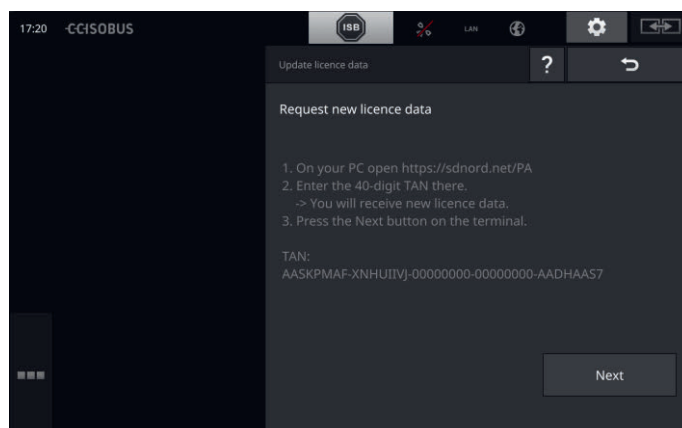 17:20 -CCISOBUS ISB LAN
Update licence data ?
Request new licence data
1. On your PC open https://sdnord.net/PA
2. Enter the 40-digit TAN there.
-> You will receive new licence data.
3. Press the Next button on the terminal.
TAN:
AASKPMAF-XNHUIIVJ-00000000-00000000-AADHAAS7
Next